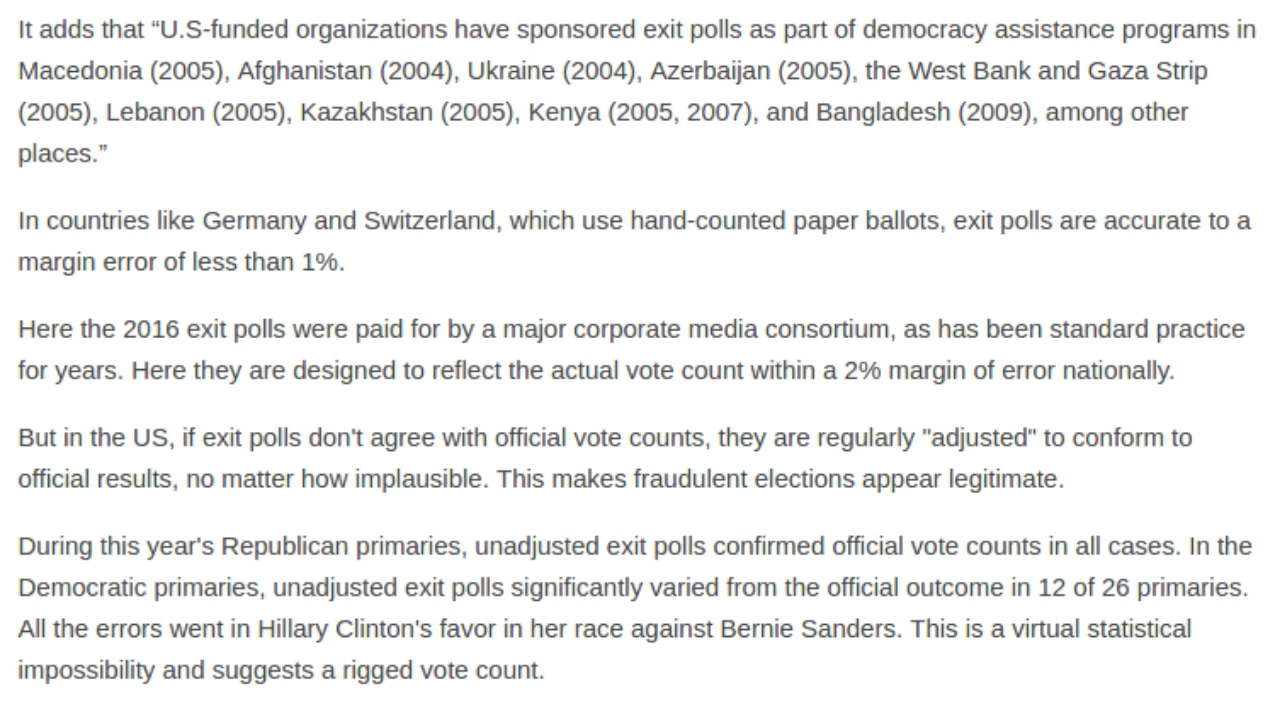 It adds that “U.S-funded organizations have sponsored exit polls as part of democracy assistance programs in
Macedonia (2005), Afghanistan (2004), Ukraine (2004), Azerbaijan (2005), the West Bank and Gaza Strip
(2005), Lebanon (2005), Kazakhstan (2005), Kenya (2005, 2007), and Bangladesh (2009), among other
places.”
In countries like Germany and Switzerland, which use hand-counted paper ballots, exit polls are accurate to a
margin error of less than 1%.
Here the 2016 exit polls were paid for by a major corporate media consortium, as has been standard practice
for years. Here they are designed to reflect the actual vote count within a 2% margin of error nationally.
But in the US, if exit polls don't agree with official vote counts, they are regularly "adjusted" to conform to
official results, no matter how implausible. This makes fraudulent elections appear legitimate.
During this year's Republican primaries, unadjusted exit polls confirmed official vote counts in all cases. In the
Democratic primaries, unadjusted exit polls significantly varied from the official outcome in 12 of 26 primaries.
All the errors went in Hillary Clinton's favor in her race against Bernie Sanders. This is a virtual statistical
impossibility and suggests a rigged vote count.